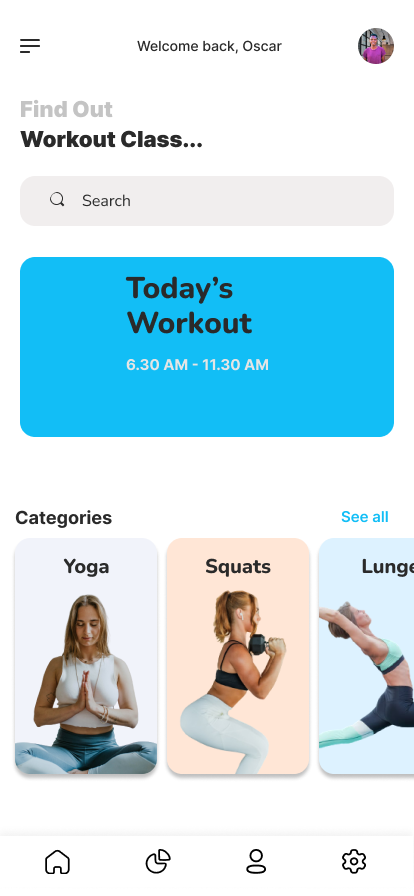 Welcome back, Oscar
Find Out
Workout Class...
Search
Today’s
Workout
6.30 AM - 11.30 AM
Categories
See all
Yoga
Squats
Lunge